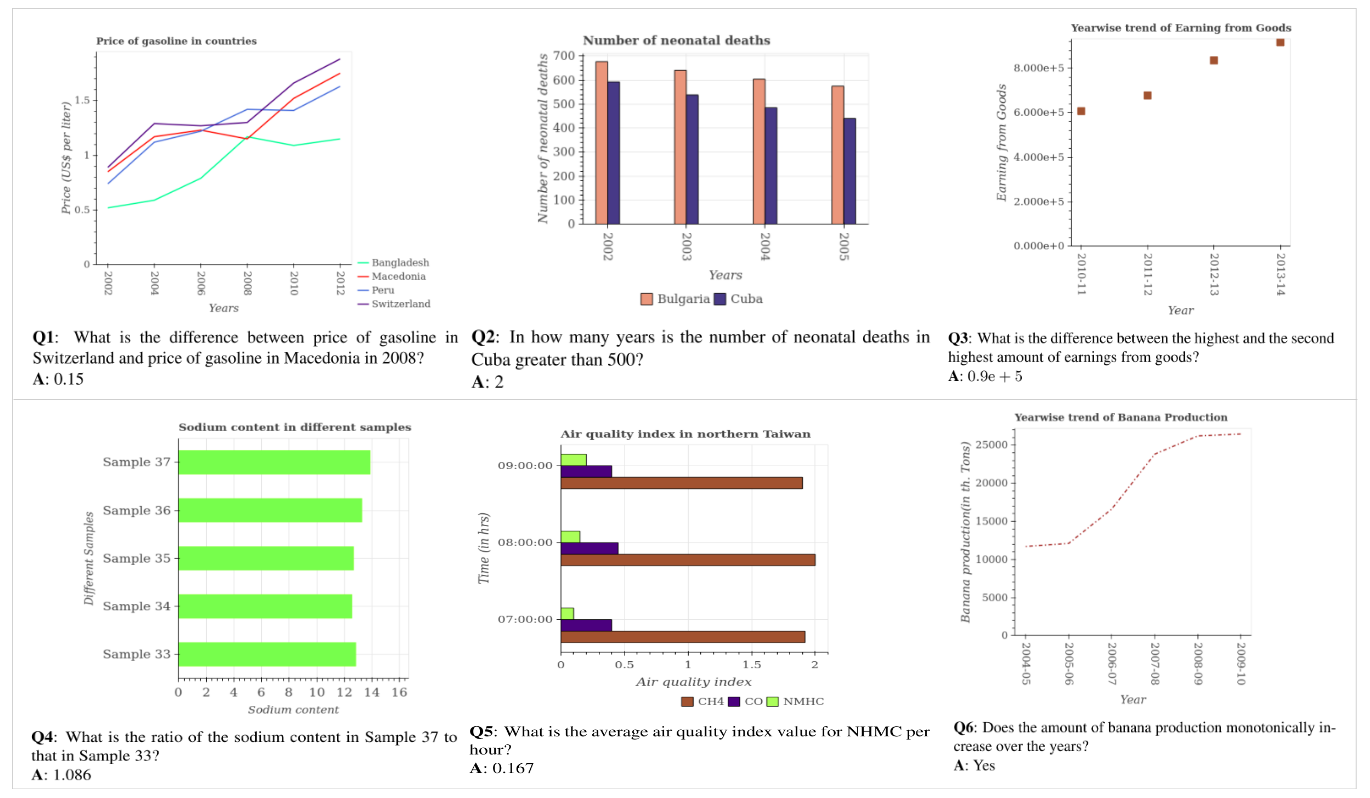 Price of gasoline in countries
Price (US$ per liter)
1.5
1
0.5
0
2002
2004
2006
2008
2010
2012
Years
Bangladesh
Macedonia
Peru
Switzerland
Q1: What is the difference between price of gasoline in
Switzerland and price of gasoline in Macedonia in 2008?
A: 0.15
Number of neonatal deaths
Number of neonatal deaths
700
600
500
400
300
200
100
0
2002
2003
2004
2005
Years
Bulgaria
Cuba
Q2: In how many years is the number of neonatal deaths in
Cuba greater than 500?
A: 2
Yearwise trend of Earning from Goods
Earning from Goods
8.000e+5
6.000e+5
4.000e+5
2.000e+5
0.000e+0
2010-11
2011-12
2012-13
2013-14
Year
Q3: What is the difference between the highest and the second
highest amount of earnings from goods?
A: 0.9e + 5
Sodium content in different samples
Different Samples
Sample 37
Sample 36
Sample 35
Sample 34
Sample 33
0 2 4 6 8 10 12 14 16
Sodium content
Q4: What is the ratio of the sodium content in Sample 37 to
that in Sample 33?
A: 1.086
Air quality index in northern Taiwan
Time (in hrs)
09:00:00
08:00:00
07:00:00
0 0.5 1 1.5 2
Air quality index
CH4 CO NMHC
Q5: What is the average air quality index value for NHMC per
hour?
A: 0.167
Yearwise trend of Banana Production
Banana production(in th. Tons)
25000
20000
15000
10000
5000
0
2004-05
2005-06
2006-07
2007-08
2008-09
2009-10
Year
Q6: Does the amount of banana production monotonically in-
crease over the years?
A: Yes